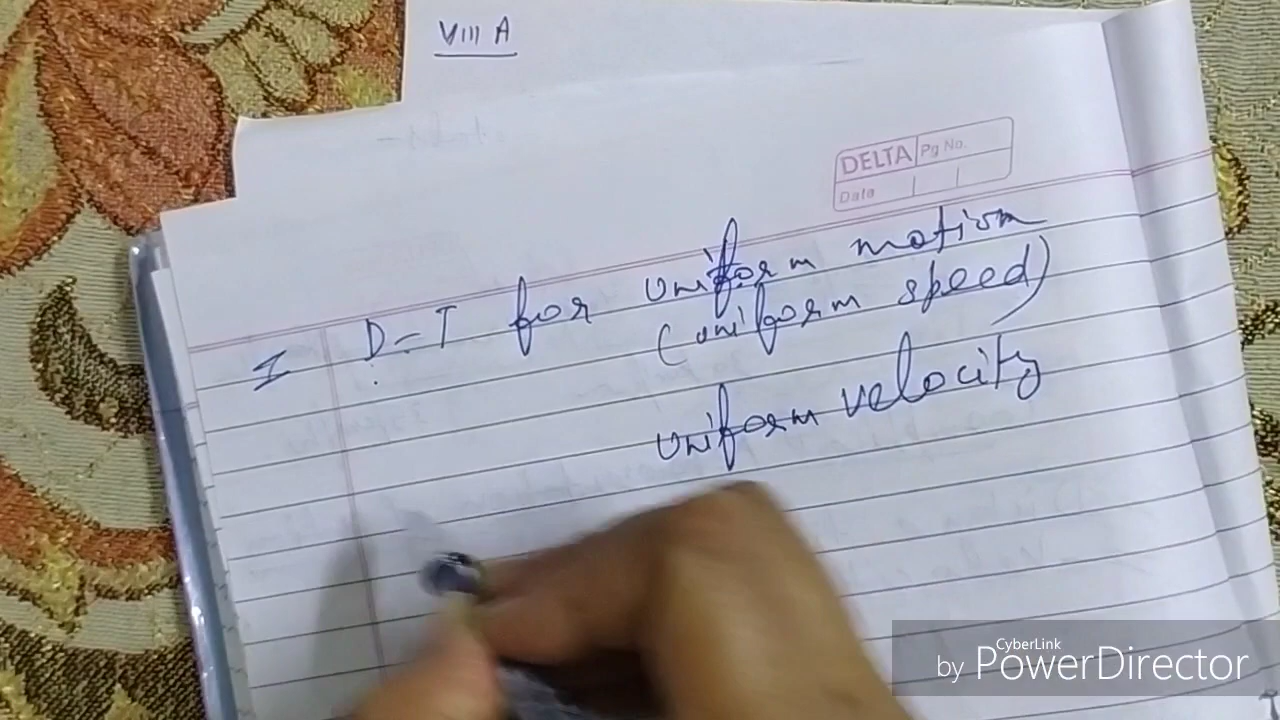 VIII A
DELTA Pg No.
Date
I D-T for uniform motion
(uniform speed)
uniform velocity
CyberLink
by PowerDirector